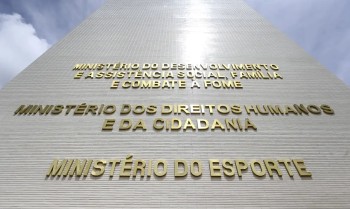 MINISTÉRIO DO DESENVOLVIMENTO
E ASSISTÊNCIA SOCIAL, FAMÍLIA
E COMBATE À FOME
MINISTÉRIO DOS DIREITOS HUMANOS
E DA CIDADANIA
MINISTÉRIO DO ESPORTE